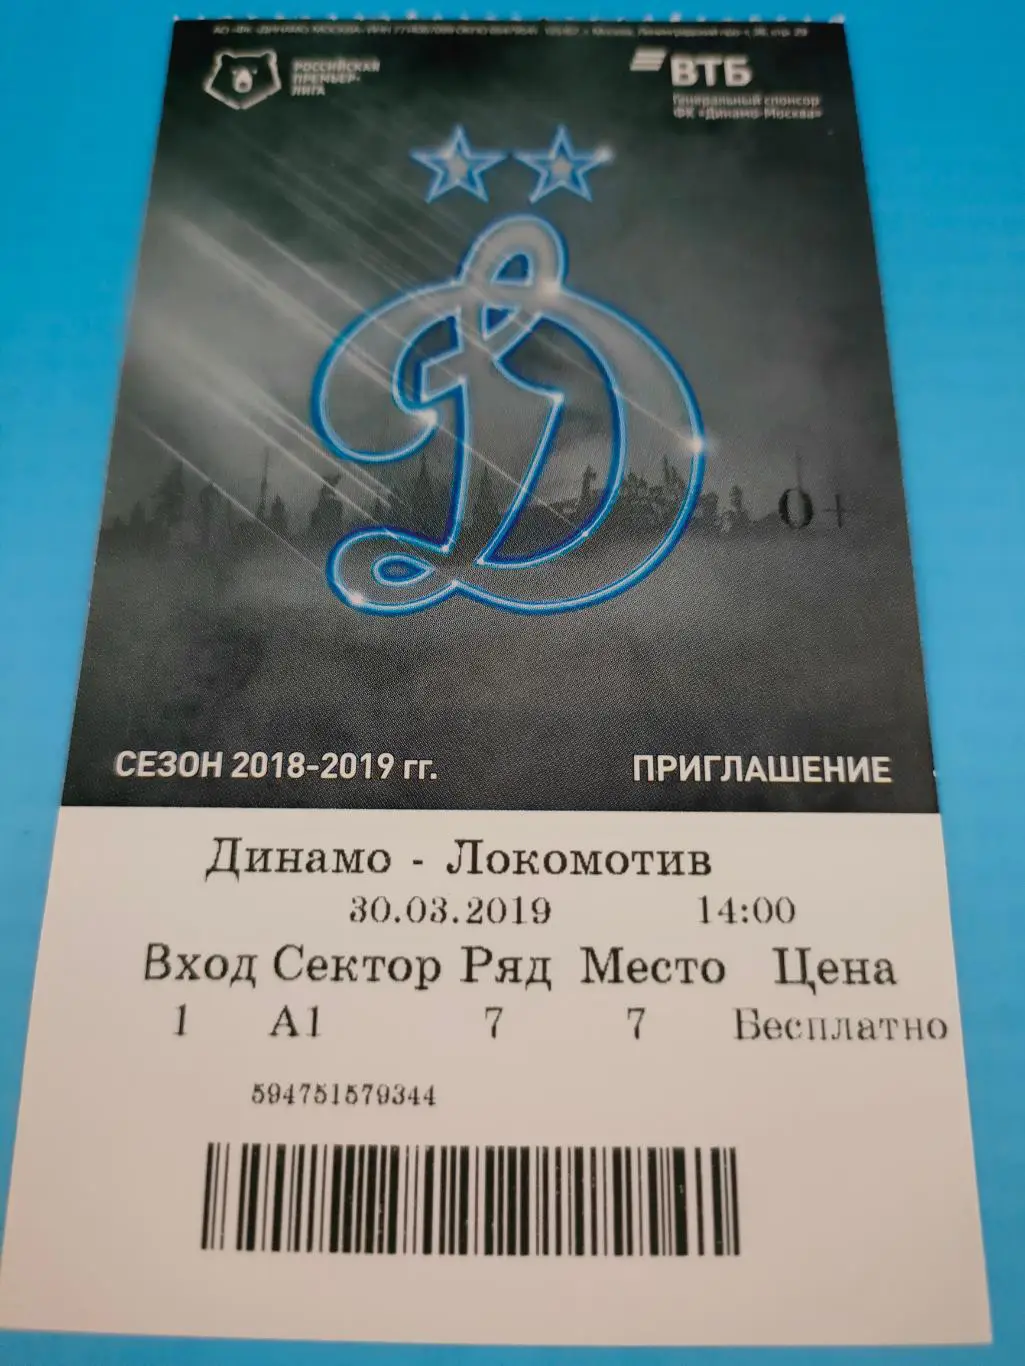 РОССИЙСКАЯ
ПРЕМЬЕР-
ЛИГА
ВТБ
Генеральный спонсор
ФК «Динамо-Москва»
0+
СЕЗОН 2018-2019 гг. ПРИГЛАШЕНИЕ
Динамо - Локомотив
30.03.2019 14:00
Вход Сектор Ряд Место Цена
1 A1 7 7 Бесплатно
594751579344